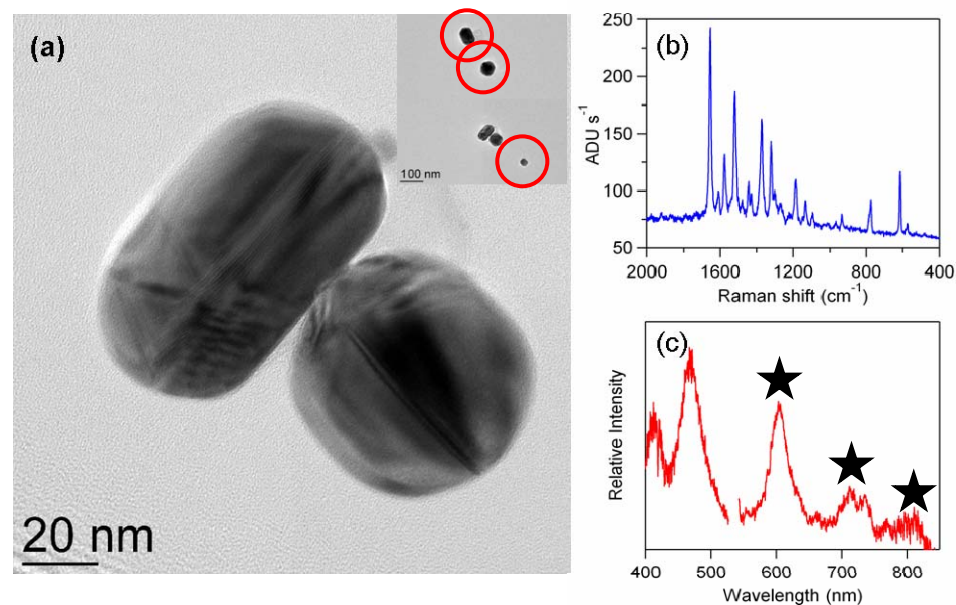 (a)
100 nm
20 nm
(b)
250
200
150
100
50
ADU s⁻¹
2000 1600 1200 800 400
Raman shift (cm⁻¹)
(c)
Relative Intensity
400 500 600 700 800
Wavelength (nm)